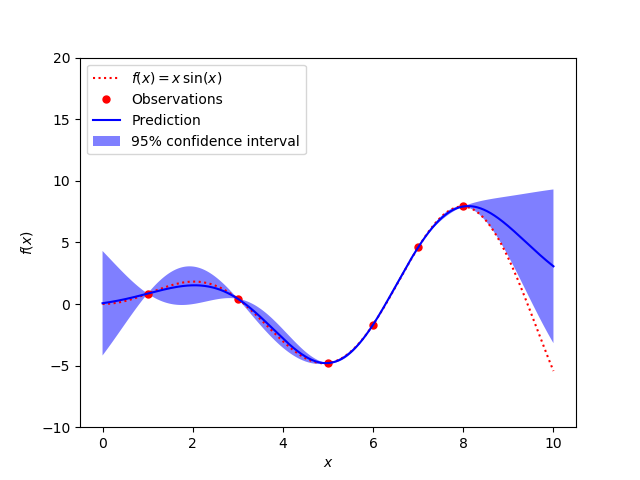 20
15
10
5
0
−5
−10
f(x)
f(x) = x sin(x)
Observations
Prediction
95% confidence interval
0 2 4 6 8 10
x